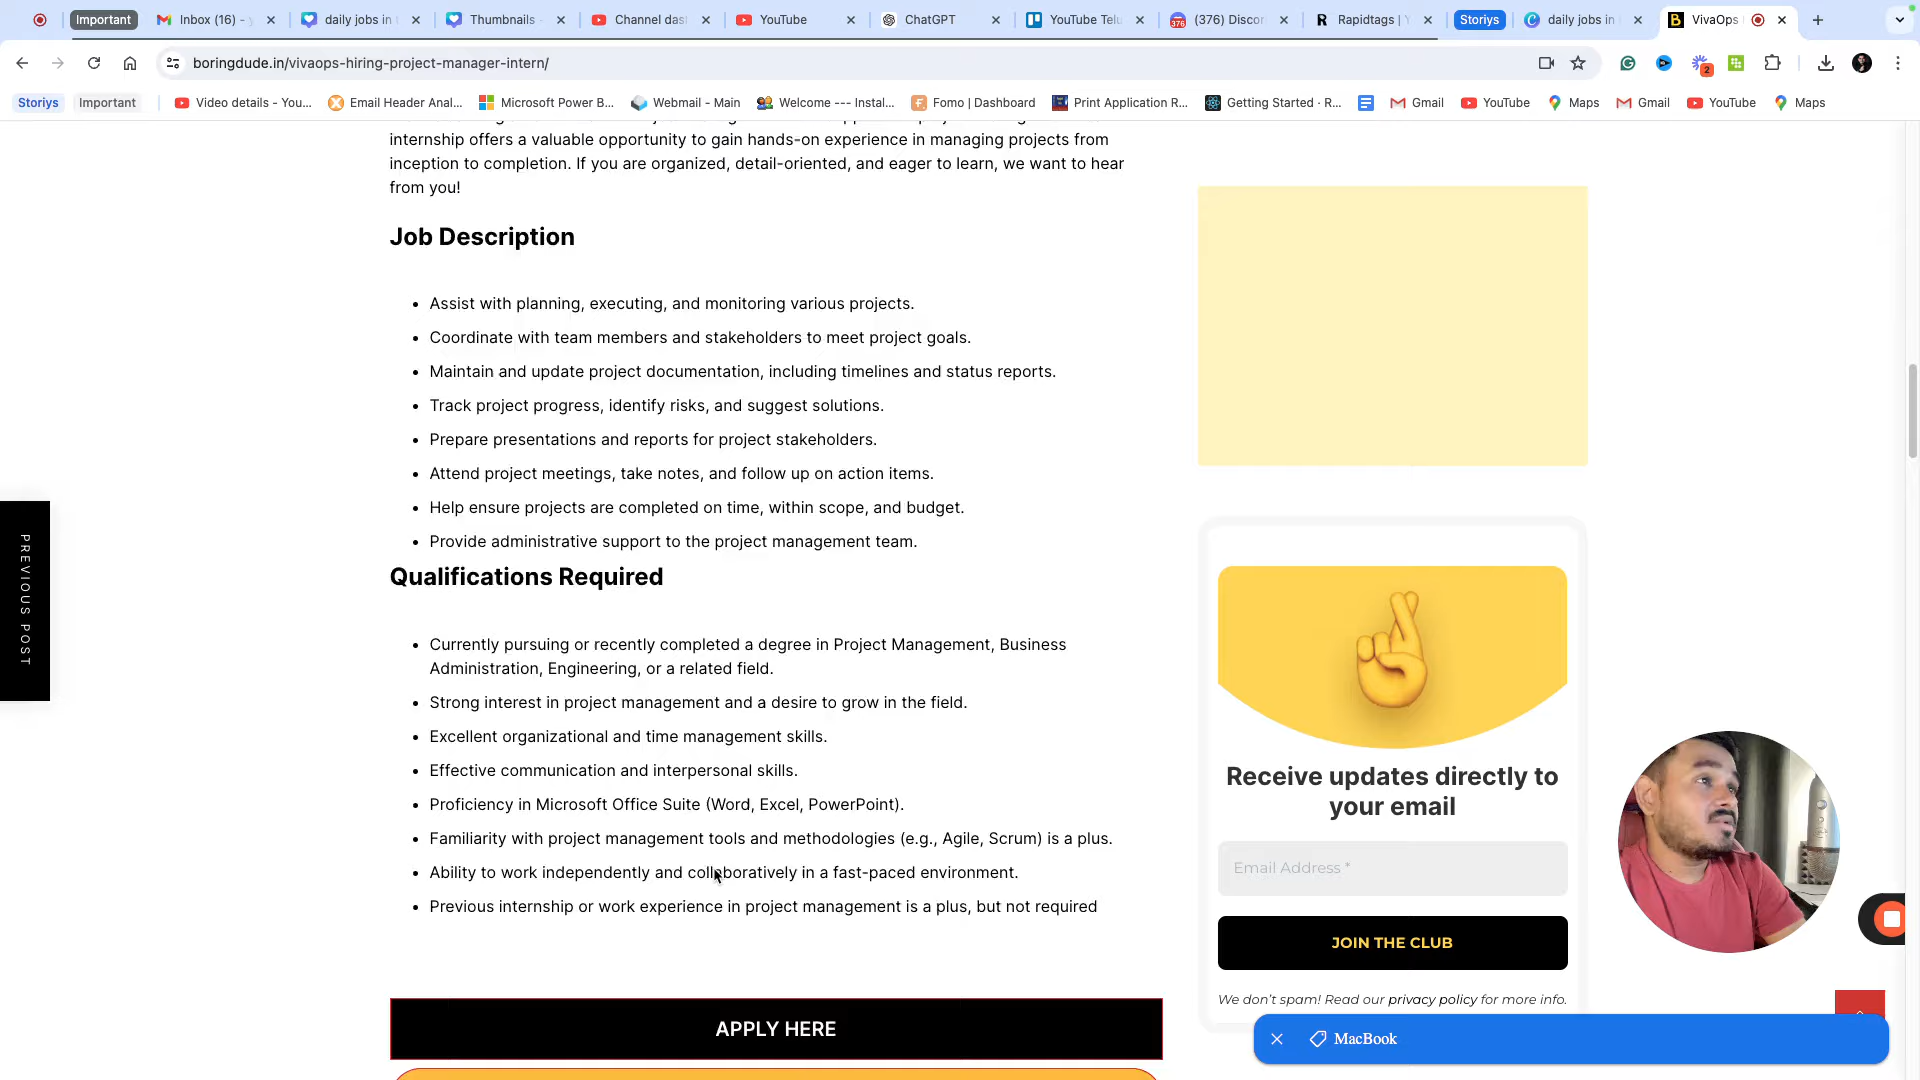 Important
Inbox (16) -
daily jobs in
Thumbnails
Channel das
YouTube
ChatGPT
YouTube Telu
(376) Discor
Rapidtags |
Storiys
daily jobs in
VivaOps
boringdude.in/vivaops-hiring-project-manager-intern/
2
Storiys
Important
Video details - You...
Email Header Anal...
Microsoft Power B...
Webmail - Main
Welcome --- Instal...
Fomo | Dashboard
Print Application R...
Getting Started · R...
Gmail
YouTube
Maps
Gmail
YouTube
Maps
internship offers a valuable opportunity to gain hands-on experience in managing projects from
inception to completion. If you are organized, detail-oriented, and eager to learn, we want to hear
from you!
Job Description
• Assist with planning, executing, and monitoring various projects.
• Coordinate with team members and stakeholders to meet project goals.
• Maintain and update project documentation, including timelines and status reports.
• Track project progress, identify risks, and suggest solutions.
• Prepare presentations and reports for project stakeholders.
• Attend project meetings, take notes, and follow up on action items.
• Help ensure projects are completed on time, within scope, and budget.
• Provide administrative support to the project management team.
Qualifications Required
• Currently pursuing or recently completed a degree in Project Management, Business
Administration, Engineering, or a related field.
• Strong interest in project management and a desire to grow in the field.
• Excellent organizational and time management skills.
• Effective communication and interpersonal skills.
• Proficiency in Microsoft Office Suite (Word, Excel, PowerPoint).
• Familiarity with project management tools and methodologies (e.g., Agile, Scrum) is a plus.
• Ability to work independently and collaboratively in a fast-paced environment.
• Previous internship or work experience in project management is a plus, but not required
APPLY HERE
PREVIOUS POST
Receive updates directly to
your email
Email Address *
JOIN THE CLUB
We don't spam! Read our privacy policy for more info.
MacBook